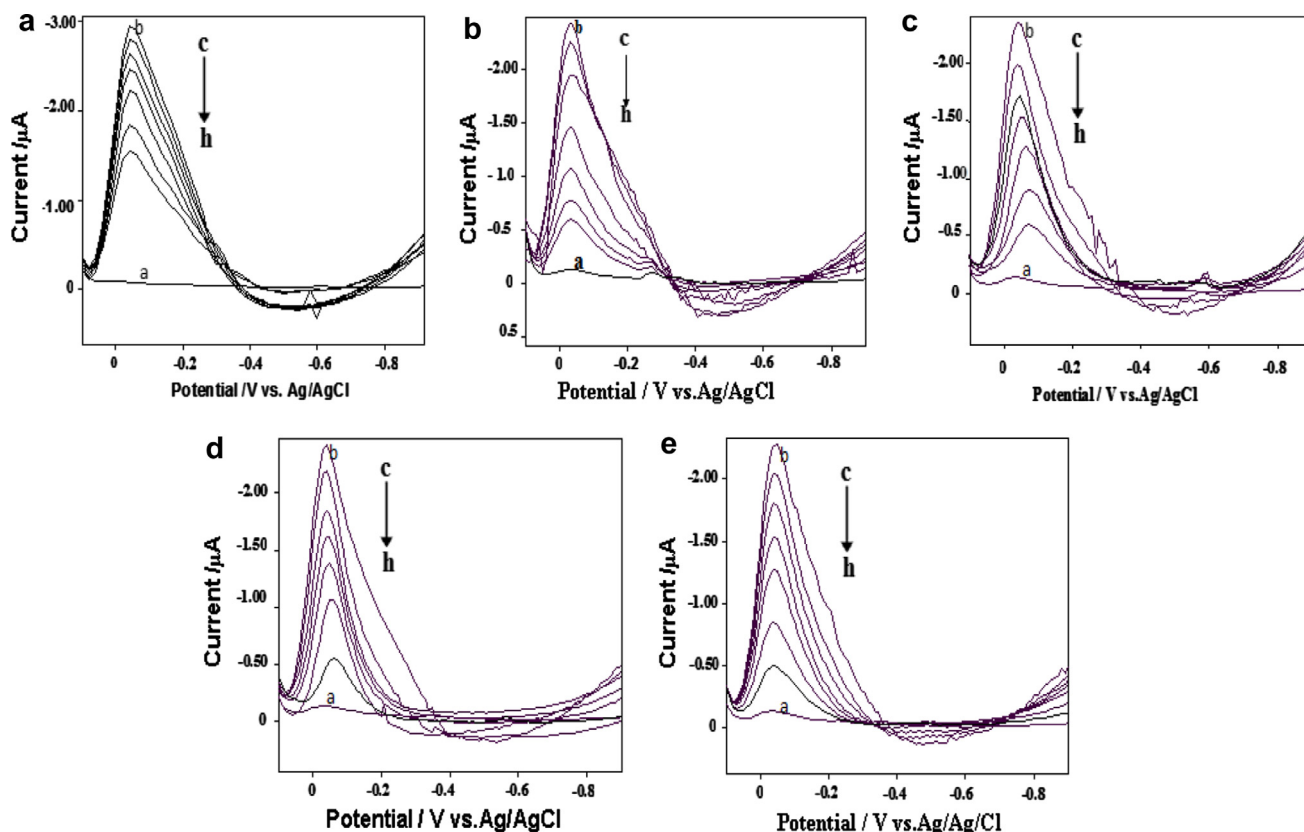 a
-3.00
-2.00
-1.00
0
Current /µA
b
c
h
a
0
-0.2
-0.4
-0.6
-0.8
Potential /V vs. Ag/AgCl
b
-2.00
-1.50
-1.0
-0.5
0
0.5
Current /µA
b
c
h
a
0
-0.2
-0.4
-0.6
-0.8
Potential / V vs.Ag/AgCl
c
-2.00
-1.50
-1.00
-0.50
0
Current /µA
b
c
h
a
0
-0.2
-0.4
-0.6
-0.8
Potential / V vs.Ag/AgCl
d
-2.00
-1.50
-1.00
-0.50
0
Current /µA
b
c
h
a
0
-0.2
-0.4
-0.6
-0.8
Potential / V vs.Ag/AgCl
e
-2.00
-1.50
-1.00
-0.50
0
Current /µA
b
c
h
a
0
-0.2
-0.4
-0.6
-0.8
Potential / V vs.Ag/Ag/Cl